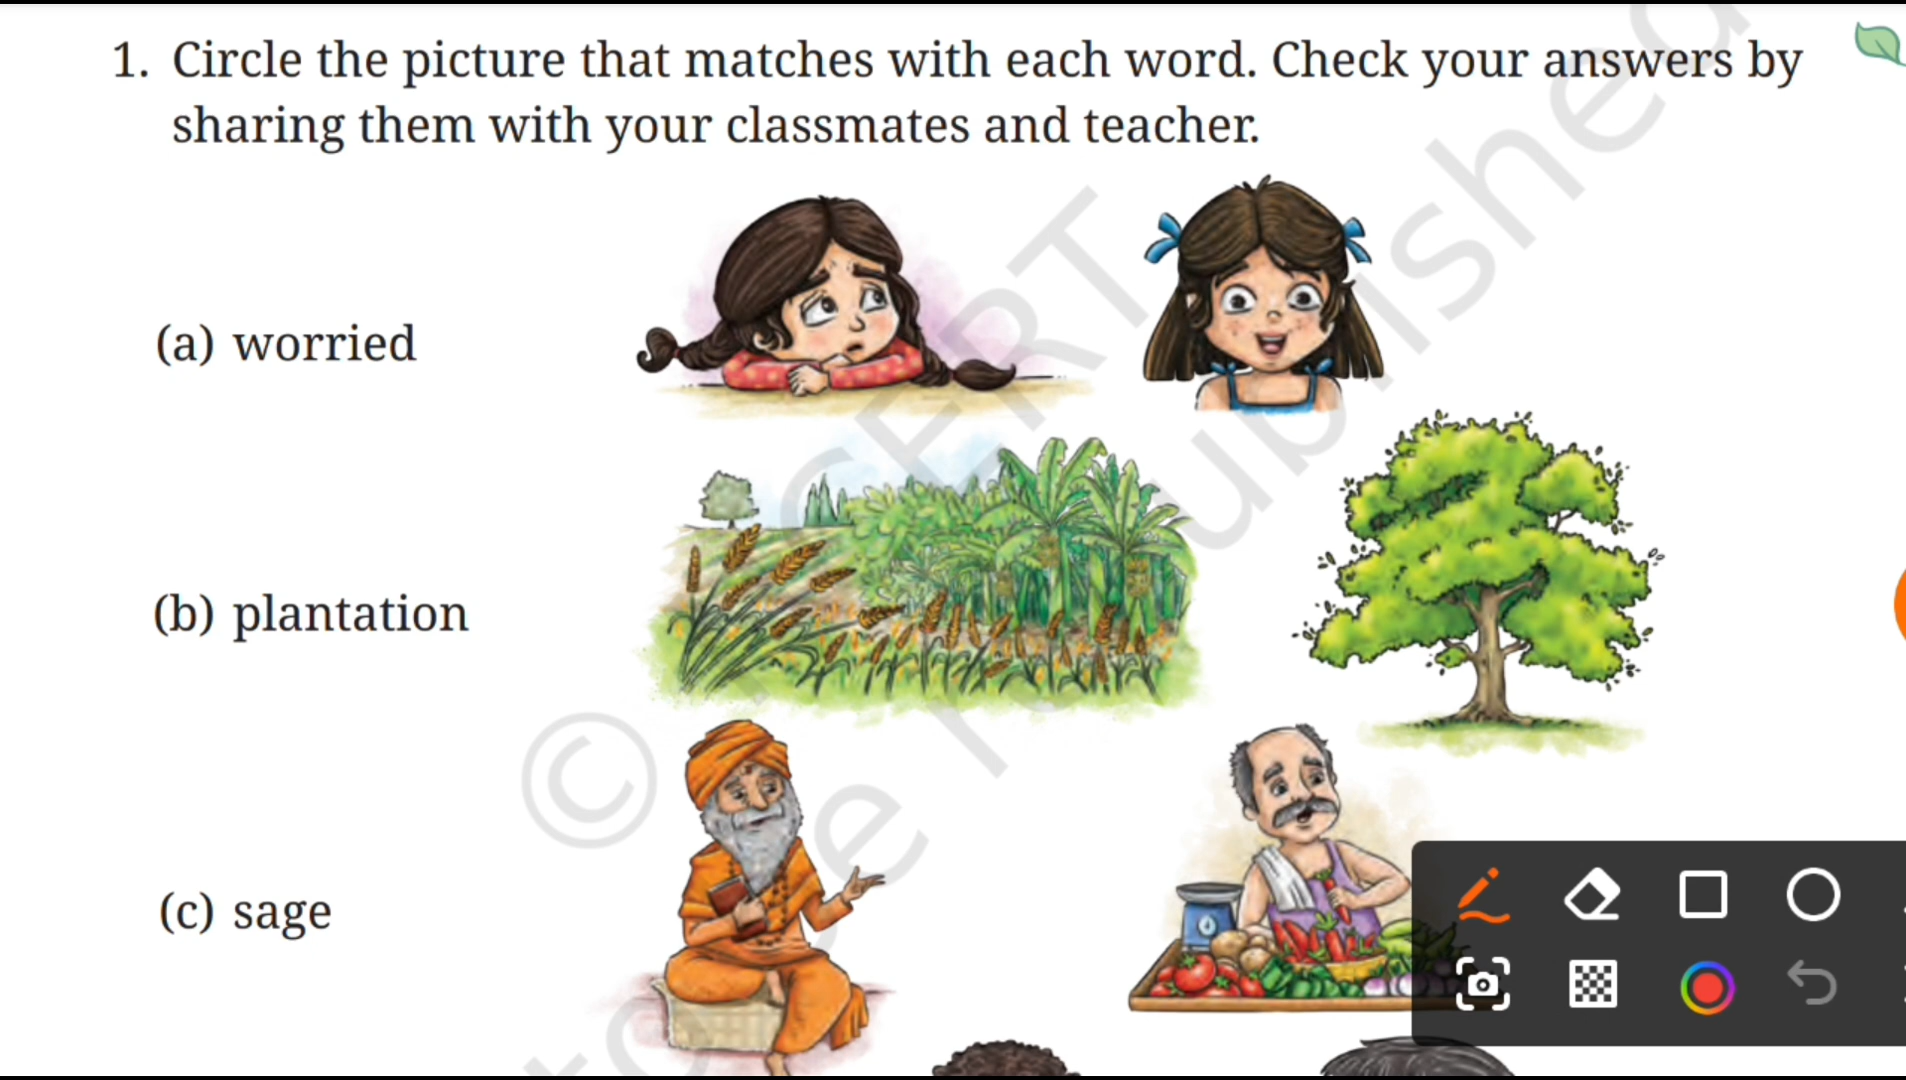 1. Circle the picture that matches with each word. Check your answers by
sharing them with your classmates and teacher.
(a) worried
(b) plantation
(c) sage